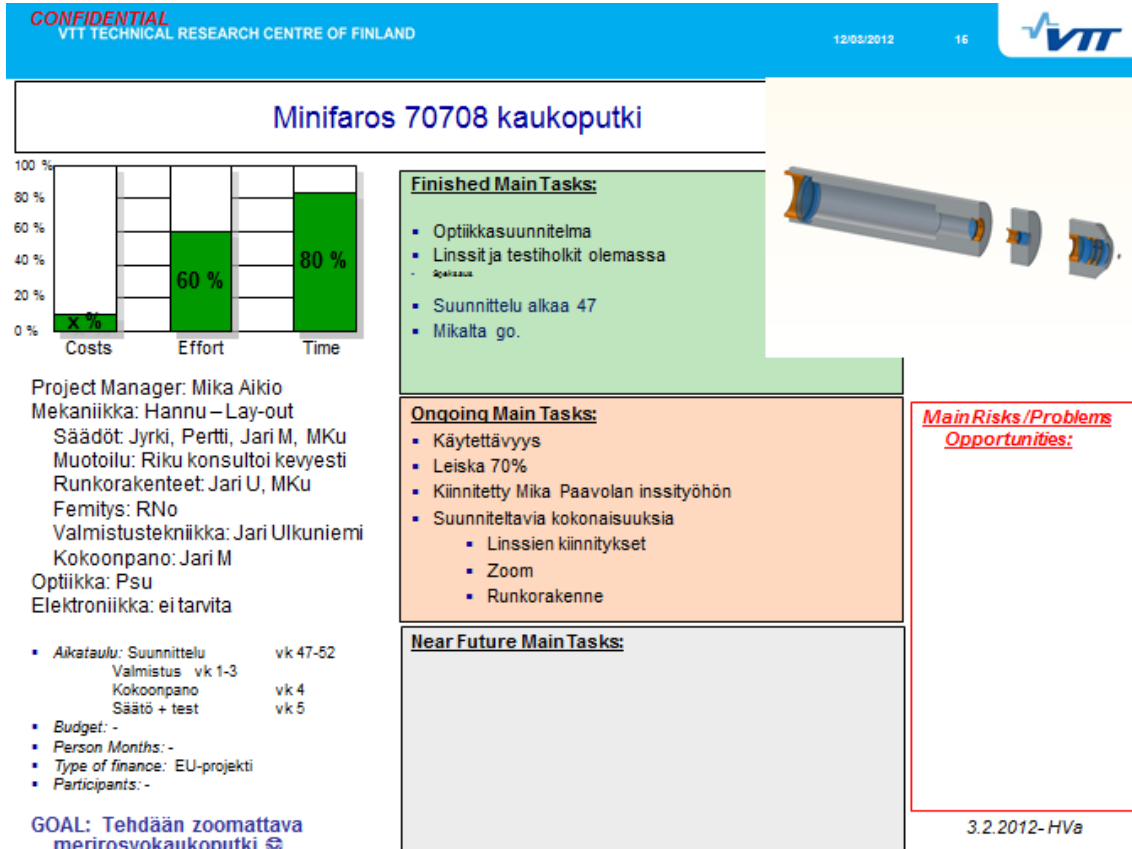 CONFIDENTIAL
VTT TECHNICAL RESEARCH CENTRE OF FINLAND
12/03/2012
16
VTT
Minifaros 70708 kaukoputki
100 %
80 %
60 %
40 %
20 %
0 %
X %
60 %
80 %
Costs
Effort
Time
Project Manager: Mika Aikio
Mekaniikka: Hannu – Lay-out
Säädöt: Jyrki, Pertti, Jari M, MKu
Muotoilu: Riku konsultoi kevyesti
Runkorakenteet: Jari U, MKu
Femitys: RNo
Valmistustekniikka: Jari Ulkuniemi
Kokoonpano: Jari M
Optiikka: Psu
Elektroniikka: ei tarvita
▪ Aikataulu: Suunnittelu vk 47-52
Valmistus vk 1-3
Kokoonpano vk 4
Säätö + test vk 5
▪ Budget: -
▪ Person Months: -
▪ Type of finance: EU-projekti
▪ Participants: -
GOAL: Tehdään zoomattava
merirosvokaukoputki
Finished Main Tasks:
▪ Optiikkasuunnitelma
▪ Linssit ja testiholkit olemassa
▪ Suunnittelu alkaa 47
▪ Mikalta go.
Ongoing Main Tasks:
▪ Käytettävyys
▪ Leiska 70%
▪ Kiinnitetty Mika Paavolan inssityöhön
▪ Suunniteltavia kokonaisuuksia
▪ Linssien kiinnitykset
▪ Zoom
▪ Runkorakenne
Near Future Main Tasks:
Main Risks/Problems
Opportunities:
3.2.2012- HVa